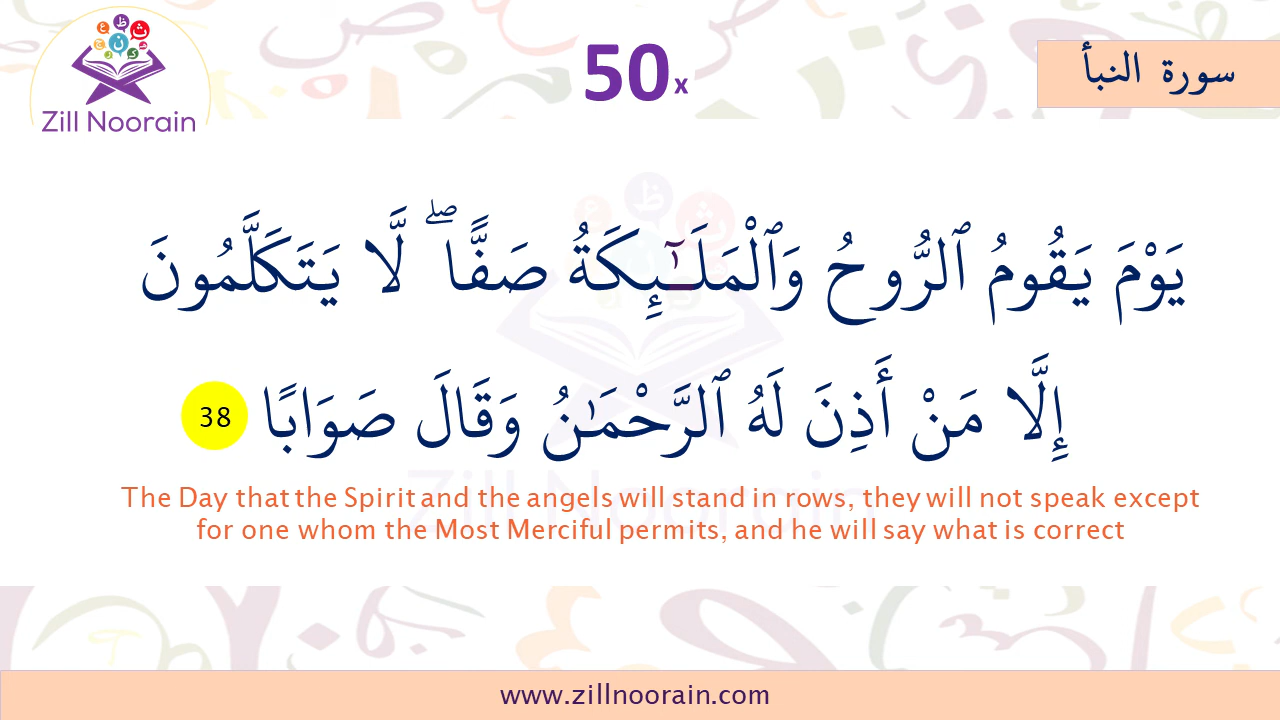 Zill Noorain
50x
سورة النبأ
يَوْمَ يَقُومُ ٱلرُّوحُ وَٱلْمَلَـٰٓئِكَةُ صَفًّا ۖ لَّا يَتَكَلَّمُونَ
إِلَّا مَنْ أَذِنَ لَهُ ٱلرَّحْمَـٰنُ وَقَالَ صَوَابًا 38
The Day that the Spirit and the angels will stand in rows, they will not speak except
for one whom the Most Merciful permits, and he will say what is correct
Zill Noorain
www.zillnoorain.com